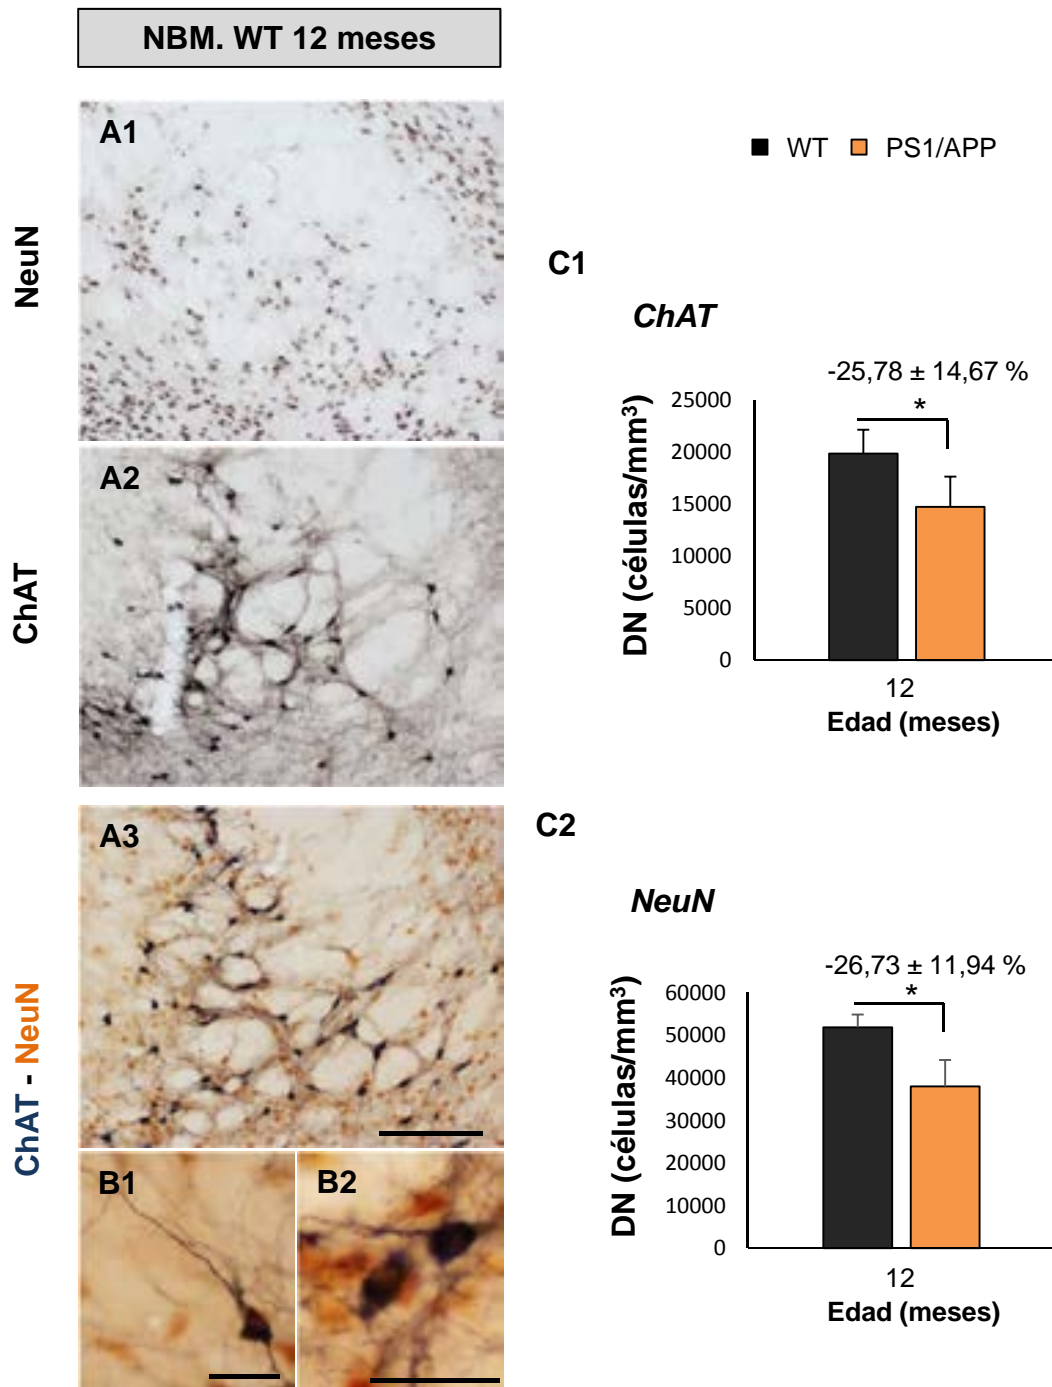 NBM. WT 12 meses
NeuN
A1
ChAT
A2
ChAT - NeuN
A3
B1
B2
WT
PS1/APP
C1
ChAT
-25,78 ± 14,67 %
*
DN (células/mm³)
25000
20000
15000
10000
5000
0
12
Edad (meses)
C2
NeuN
-26,73 ± 11,94 %
*
DN (células/mm³)
60000
50000
40000
30000
20000
10000
0
12
Edad (meses)